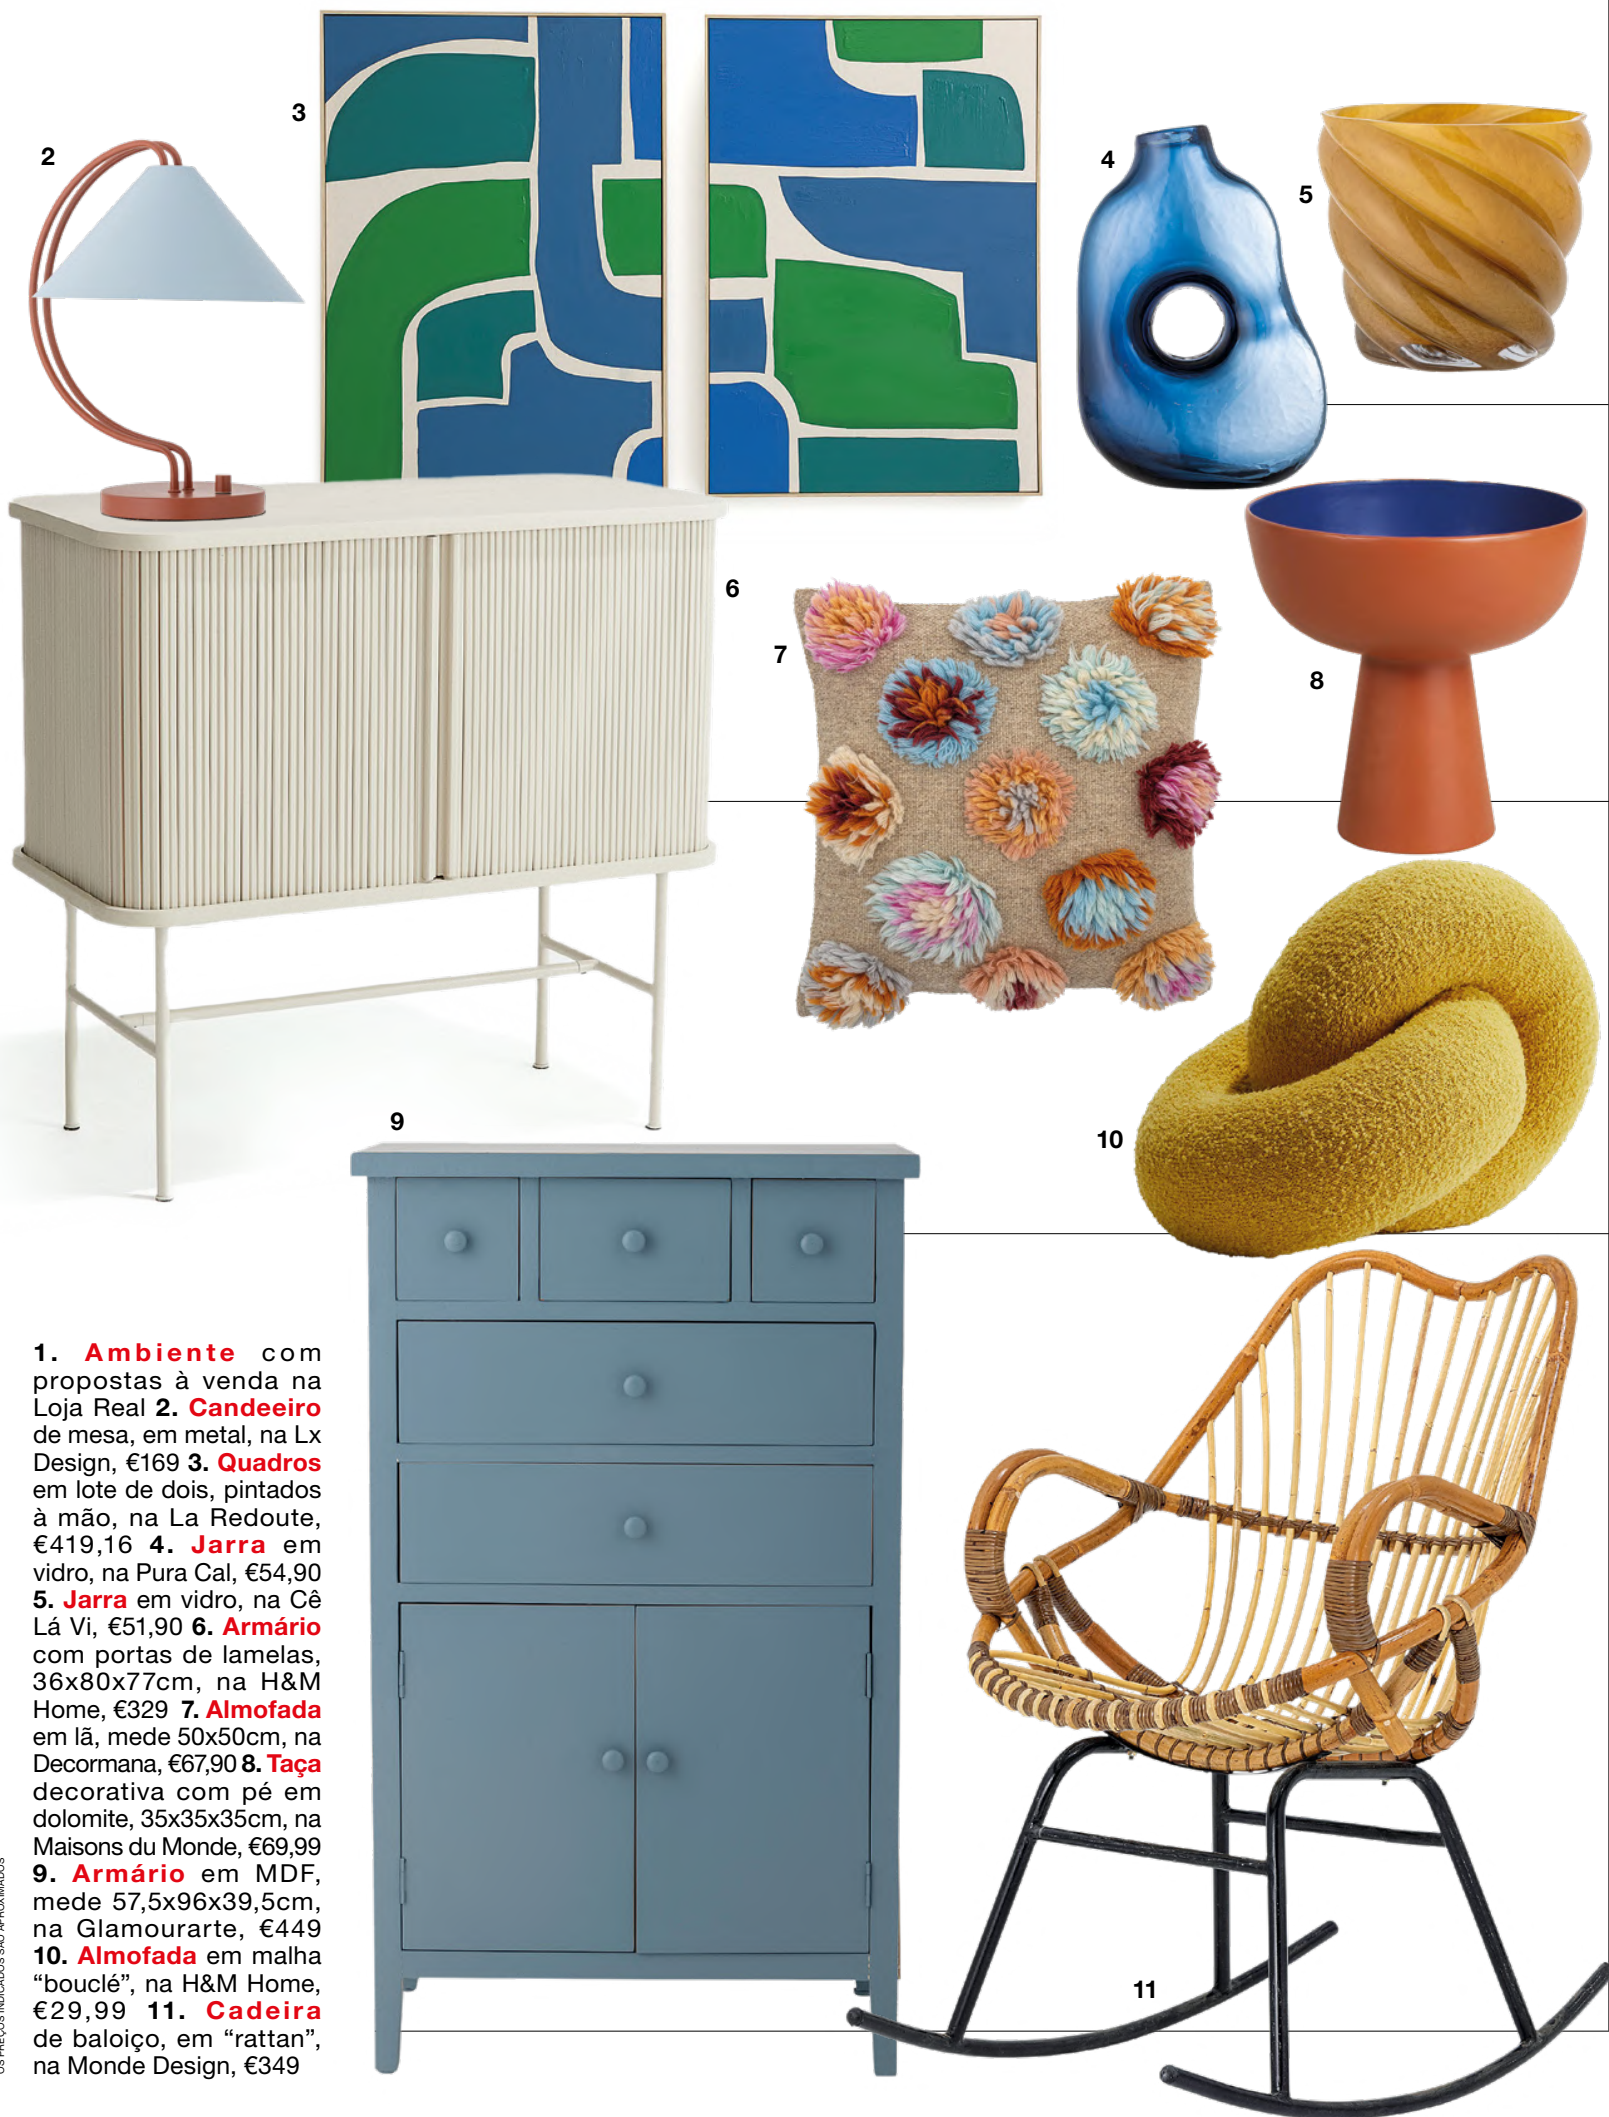 3
2
4
5
6
7
8
9
10
11
1. Ambiente com
propostas à venda na
Loja Real 2. Candeeiro
de mesa, em metal, na Lx
Design, €169 3. Quadros
em lote de dois, pintados
à mão, na La Redoute,
€419,16 4. Jarra em
vidro, na Pura Cal, €54,90
5. Jarra em vidro, na Cê
Lá Vi, €51,90 6. Armário
com portas de lamelas,
36x80x77cm, na H&M
Home, €329 7. Almofada
em lã, mede 50x50cm, na
Decormana, €67,90 8. Taça
decorativa com pé em
dolomite, 35x35x35cm, na
Maisons du Monde, €69,99
9. Armário em MDF,
mede 57,5x96x39,5cm,
na Glamourarte, €449
10. Almofada em malha
“bouclé”, na H&M Home,
€29,99 11. Cadeira
de baloiço, em “rattan”,
na Monde Design, €349
OS PREÇOS INDICADOS SÃO APROXIMADOS